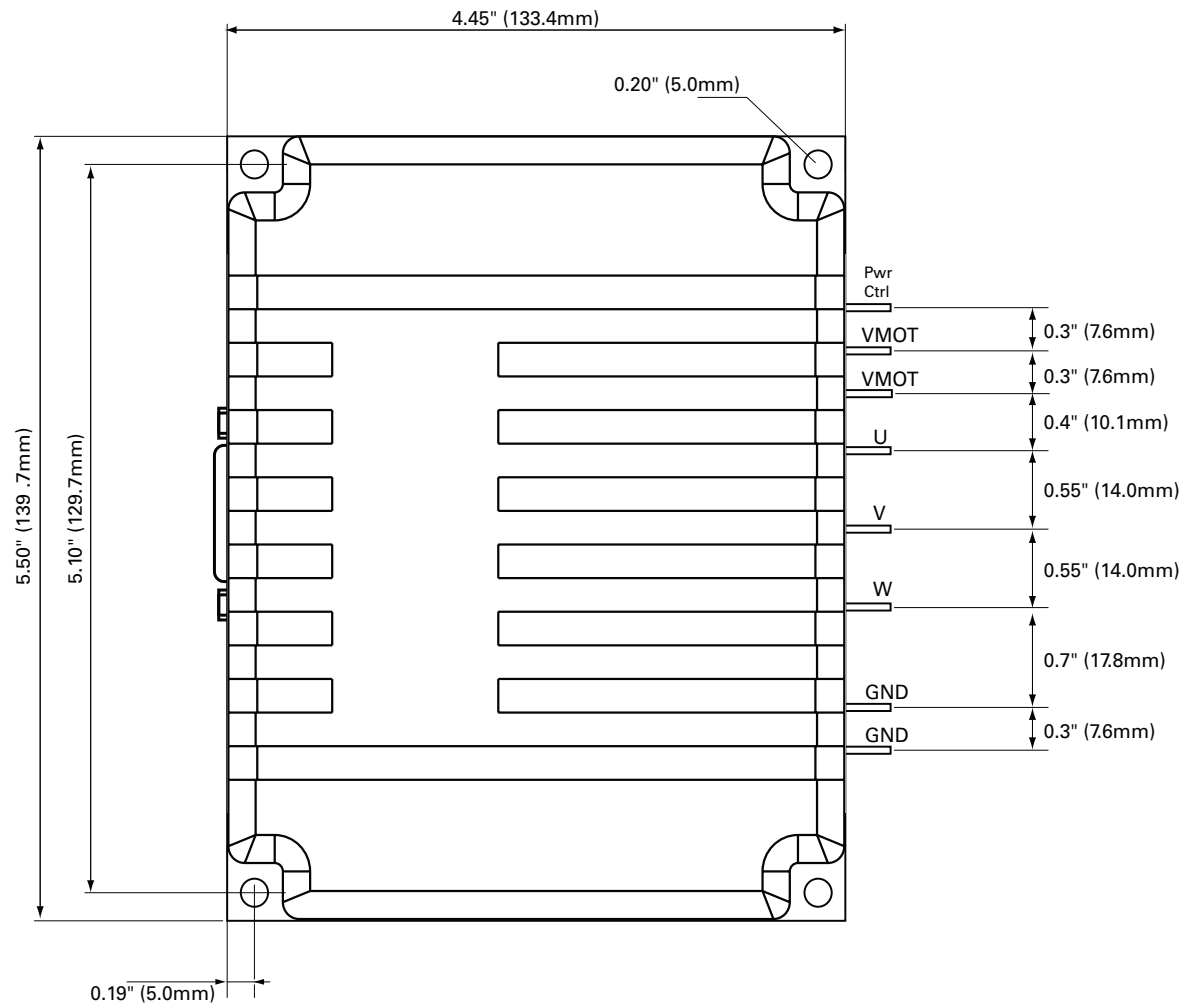 4.45" (133.4mm)
0.20" (5.0mm)
Pwr
Ctrl
0.3" (7.6mm)
VMOT
0.3" (7.6mm)
VMOT
0.4" (10.1mm)
U
0.55" (14.0mm)
V
0.55" (14.0mm)
W
0.7" (17.8mm)
GND
0.3" (7.6mm)
GND
5.50" (139 .7mm)
5.10" (129.7mm)
0.19" (5.0mm)